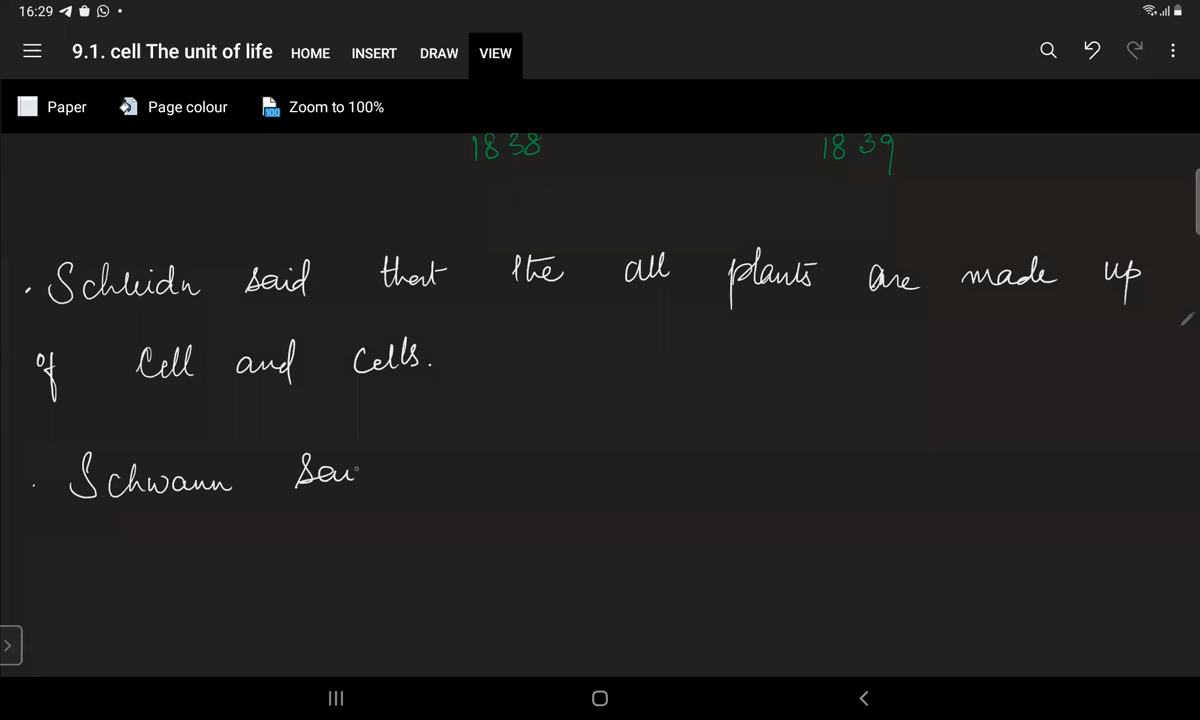 16:29
9.1. cell The unit of life HOME INSERT DRAW VIEW
Paper Page colour Zoom to 100%
1838 1839
. Schleidn said that the all plants are made up
of Cell and cells.
. Schwann sai